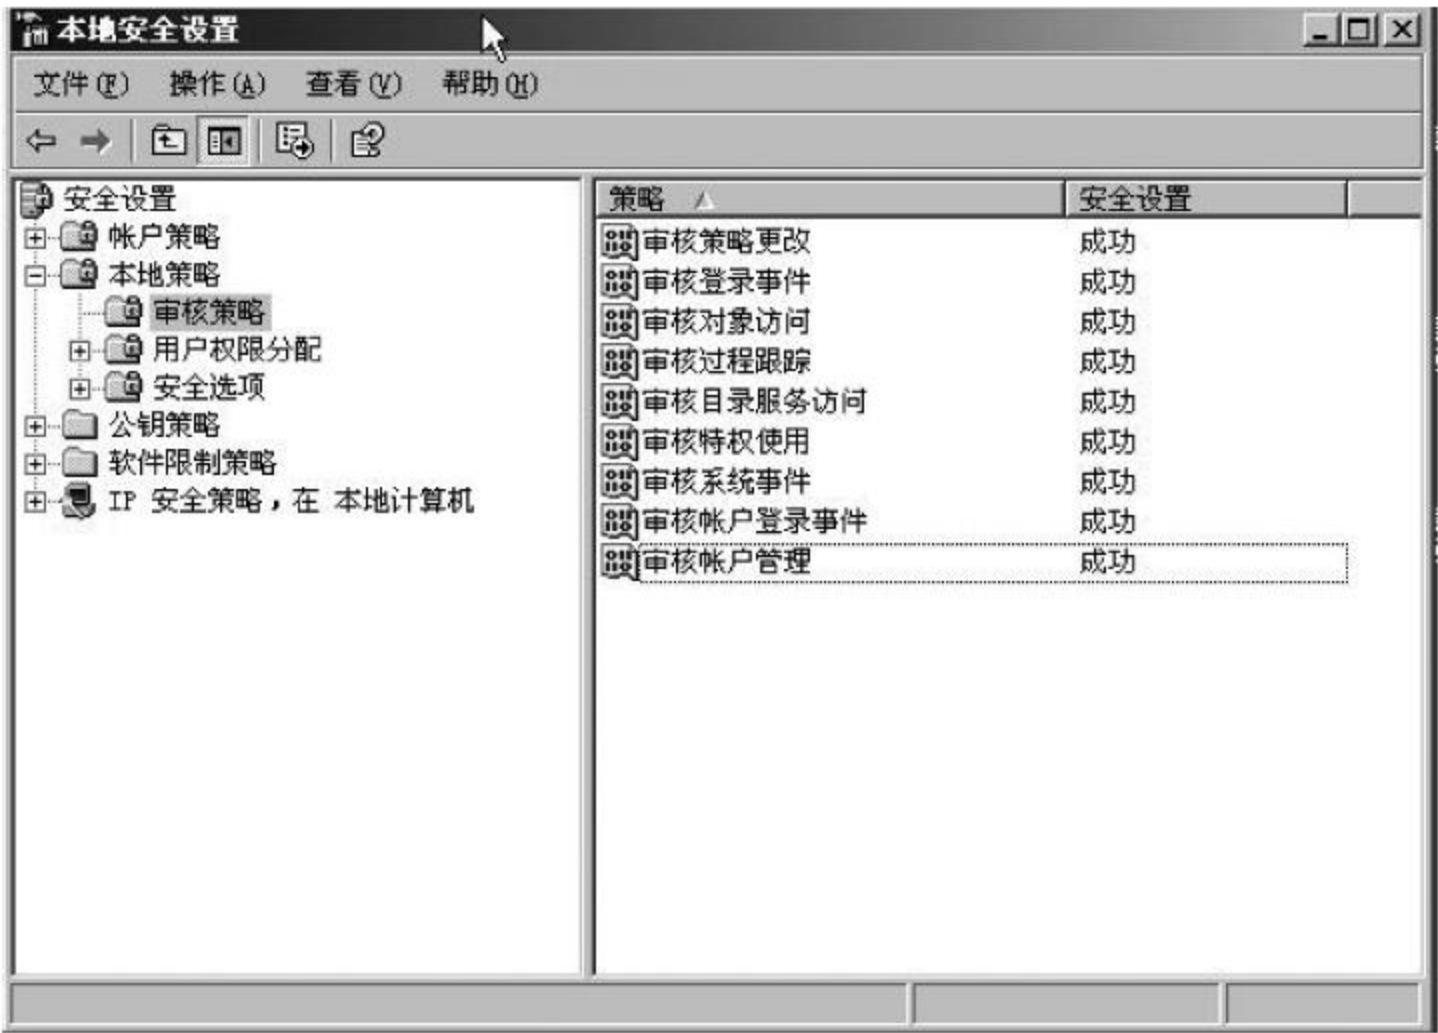 本地安全设置
文件(F) 操作(A) 查看(V) 帮助(H)
安全设置
帐户策略
本地策略
审核策略
用户权限分配
安全选项
公钥策略
软件限制策略
IP 安全策略，在 本地计算机
策略 安全设置
审核策略更改 成功
审核登录事件 成功
审核对象访问 成功
审核过程跟踪 成功
审核目录服务访问 成功
审核特权使用 成功
审核系统事件 成功
审核帐户登录事件 成功
审核帐户管理 成功